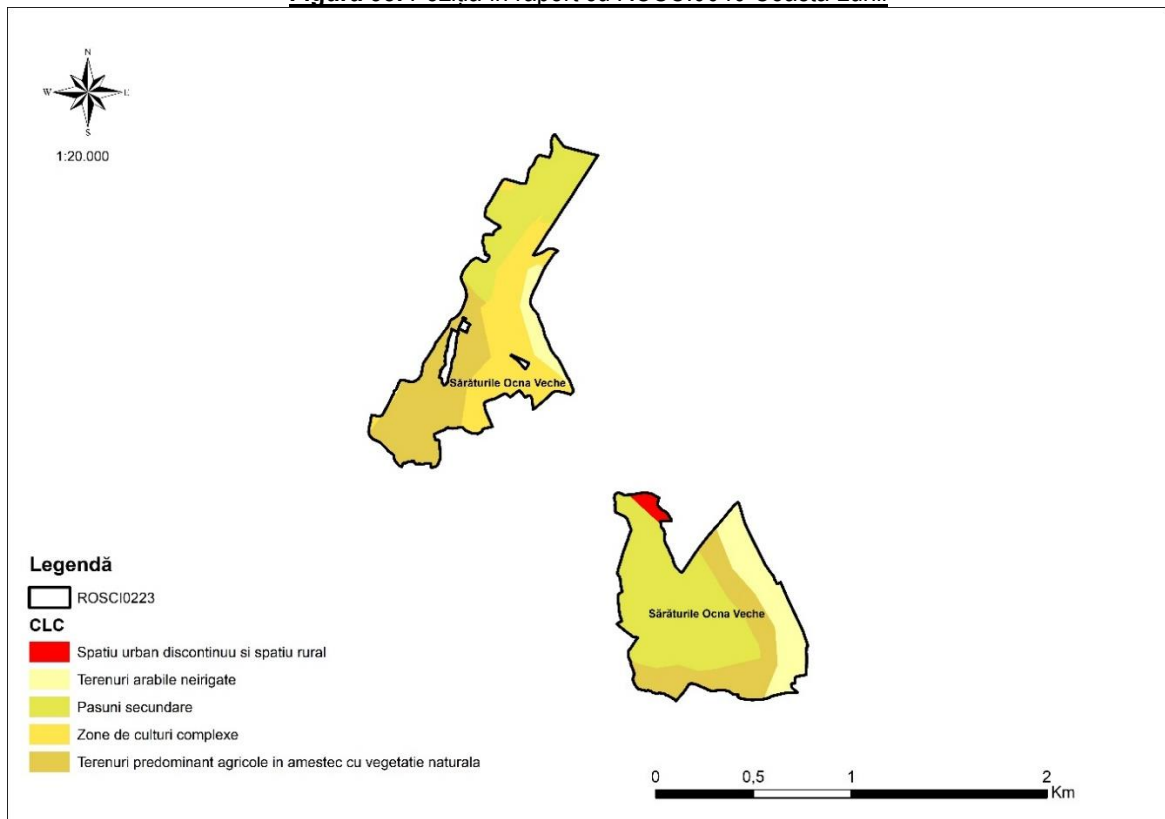 N
W E
S
1:20.000
Sărăturile Ocna Veche
Sărăturile Ocna Veche
Legendă
ROSCI0223
CLC
Spatiu urban discontinuu si spatiu rural
Terenuri arabile neirigate
Pasuni secundare
Zone de culturi complexe
Terenuri predominant agricole in amestec cu vegetatie naturala
0 0,5 1 2
Km